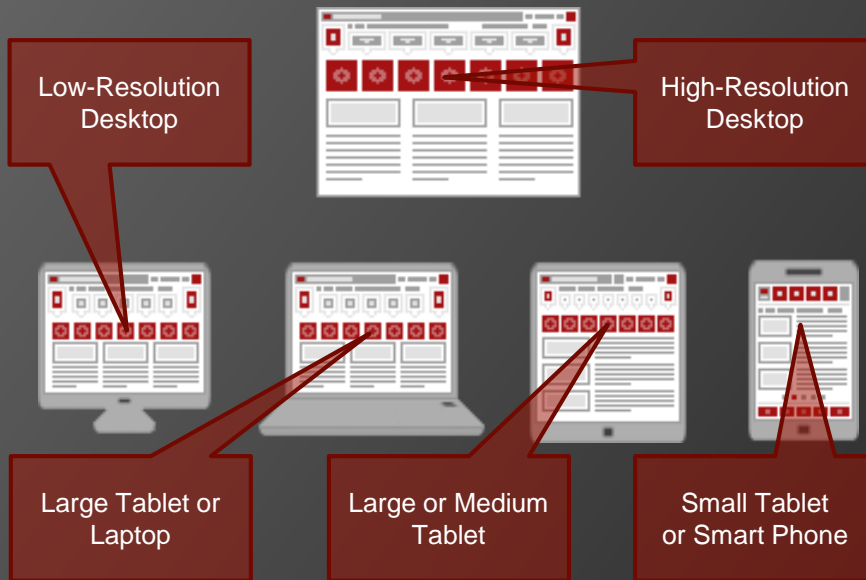 Low-Resolution
Desktop
High-Resolution
Desktop
Large Tablet or
Laptop
Large or Medium
Tablet
Small Tablet
or Smart Phone